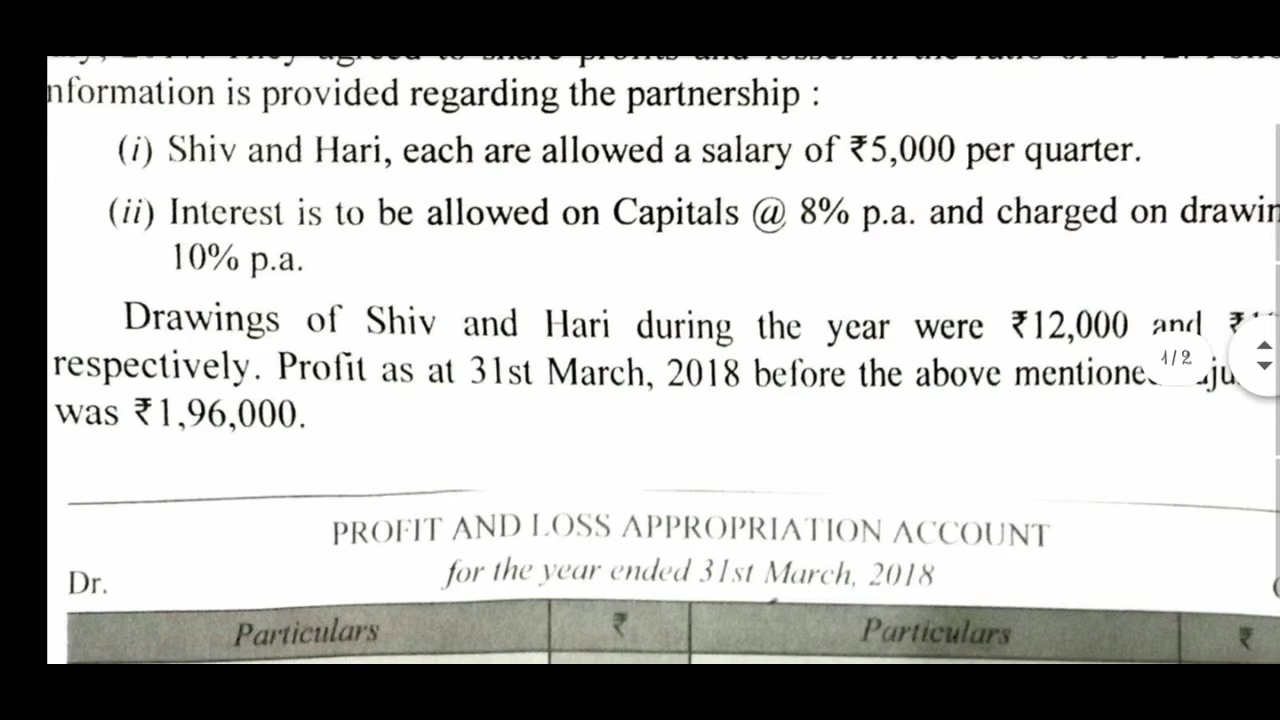 nformation is provided regarding the partnership :
(i) Shiv and Hari, each are allowed a salary of ₹5,000 per quarter.
(ii) Interest is to be allowed on Capitals @ 8% p.a. and charged on
10% p.a.
Drawings of Shiv and Hari during the year were ₹12,000 and
respectively. Profit as at 31st March, 2018 before the above
1/2
was ₹1,96,000.
PROFIT AND LOSS APPROPRIATION ACCOUNT
for the year ended 31st March, 2018
Dr.
Particulars ₹ Particulars ₹